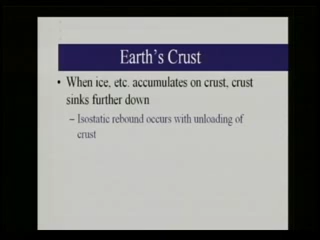 Earth's Crust
• When ice, etc. accumulates on crust, crust
sinks further down
– Isostatic rebound occurs with unloading of
crust